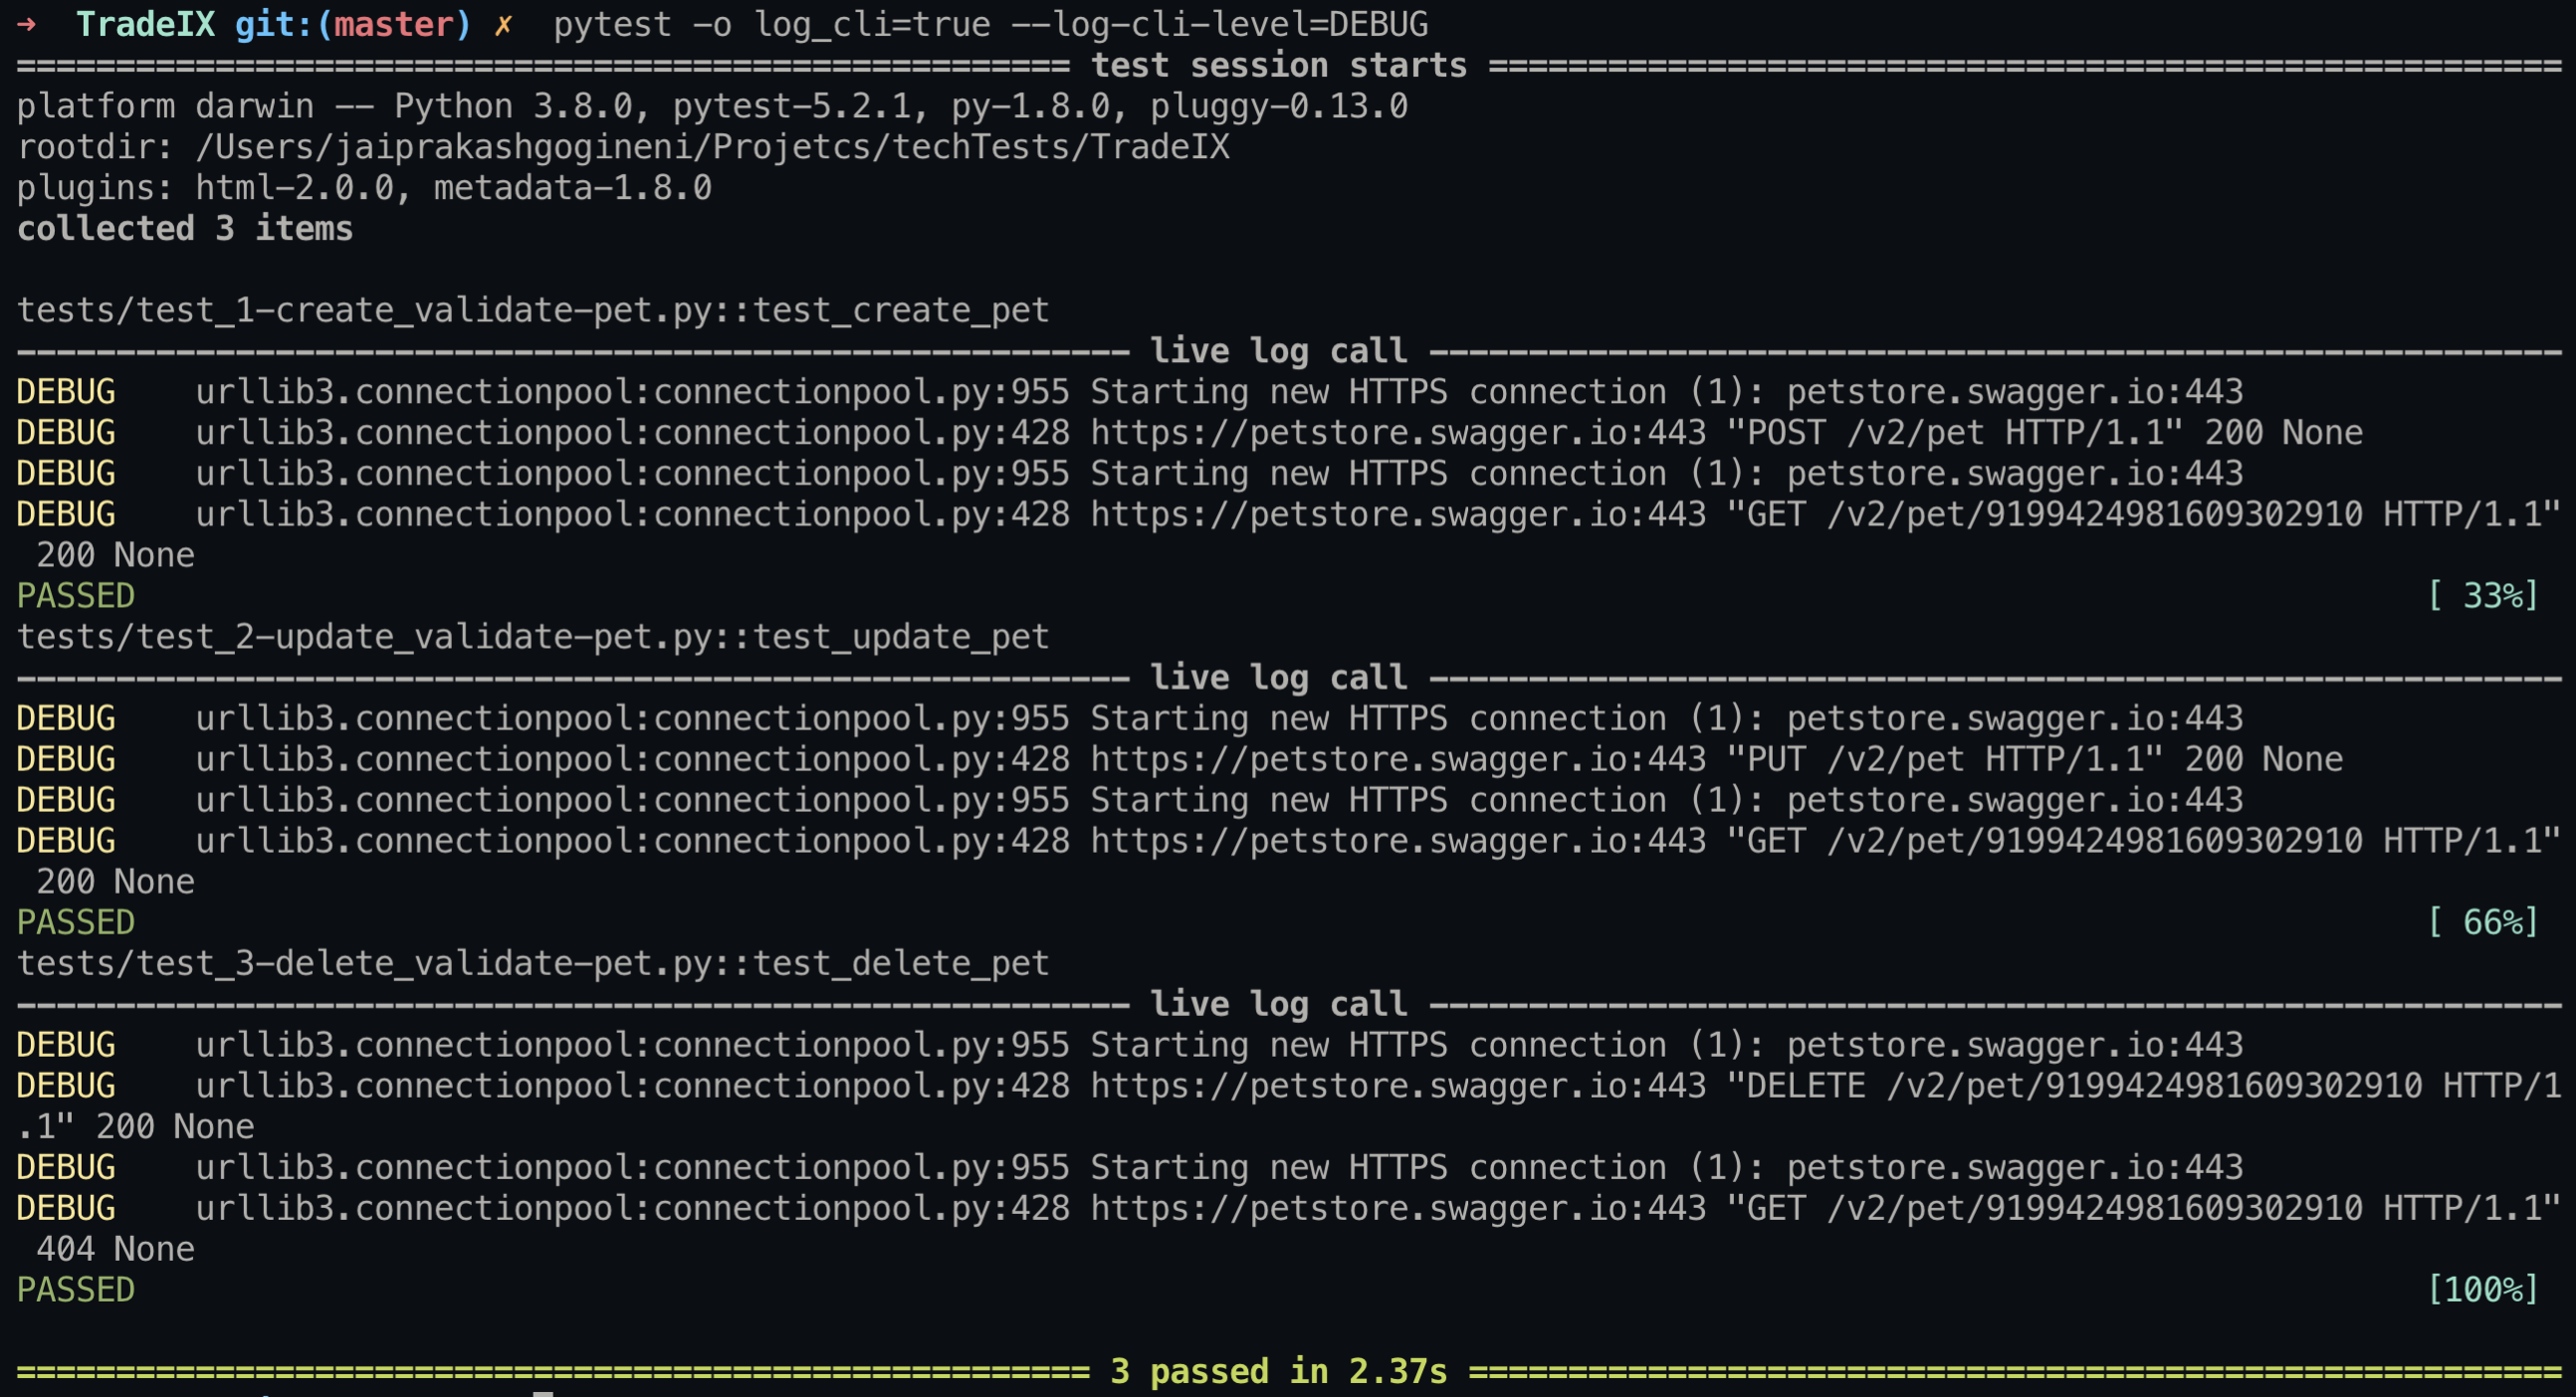 ➜  TradeIX git:(master) ✗  pytest -o log_cli=true --log-cli-level=DEBUG
===================================================== test session starts ======================================================
platform darwin -- Python 3.8.0, pytest-5.2.1, py-1.8.0, pluggy-0.13.0
rootdir: /Users/jaiprakashgogineni/Projetcs/techTests/TradeIX
plugins: html-2.0.0, metadata-1.8.0
collected 3 items
tests/test_1-create_validate-pet.py::test_create_pet
-------------------------------------------------------- live log call ---------------------------------------------------------
DEBUG    urllib3.connectionpool:connectionpool.py:955 Starting new HTTPS connection (1): petstore.swagger.io:443
DEBUG    urllib3.connectionpool:connectionpool.py:428 https://petstore.swagger.io:443 "POST /v2/pet HTTP/1.1" 200 None
DEBUG    urllib3.connectionpool:connectionpool.py:955 Starting new HTTPS connection (1): petstore.swagger.io:443
DEBUG    urllib3.connectionpool:connectionpool.py:428 https://petstore.swagger.io:443 "GET /v2/pet/9199424981609302910 HTTP/1.1"
 200 None
PASSED                                                                                                                   [ 33%]
tests/test_2-update_validate-pet.py::test_update_pet
-------------------------------------------------------- live log call ---------------------------------------------------------
DEBUG    urllib3.connectionpool:connectionpool.py:955 Starting new HTTPS connection (1): petstore.swagger.io:443
DEBUG    urllib3.connectionpool:connectionpool.py:428 https://petstore.swagger.io:443 "PUT /v2/pet HTTP/1.1" 200 None
DEBUG    urllib3.connectionpool:connectionpool.py:955 Starting new HTTPS connection (1): petstore.swagger.io:443
DEBUG    urllib3.connectionpool:connectionpool.py:428 https://petstore.swagger.io:443 "GET /v2/pet/9199424981609302910 HTTP/1.1"
 200 None
PASSED                                                                                                                   [ 66%]
tests/test_3-delete_validate-pet.py::test_delete_pet
-------------------------------------------------------- live log call ---------------------------------------------------------
DEBUG    urllib3.connectionpool:connectionpool.py:955 Starting new HTTPS connection (1): petstore.swagger.io:443
DEBUG    urllib3.connectionpool:connectionpool.py:428 https://petstore.swagger.io:443 "DELETE /v2/pet/9199424981609302910 HTTP/1
.1" 200 None
DEBUG    urllib3.connectionpool:connectionpool.py:955 Starting new HTTPS connection (1): petstore.swagger.io:443
DEBUG    urllib3.connectionpool:connectionpool.py:428 https://petstore.swagger.io:443 "GET /v2/pet/9199424981609302910 HTTP/1.1"
 404 None
PASSED                                                                                                                   [100%]
====================================================== 3 passed in 2.37s =======================================================